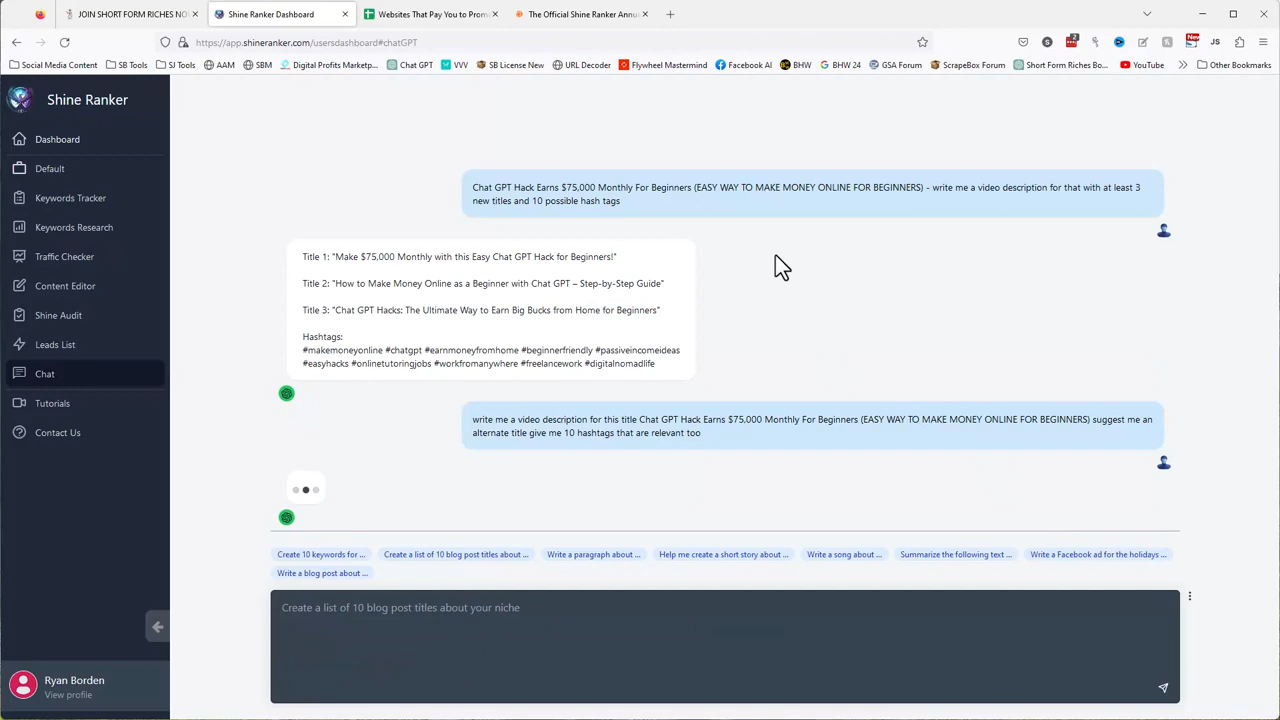 JOIN SHORT FORM RICHES NO
Shine Ranker Dashboard
Websites That Pay You to Prom
The Official Shine Ranker Annu
https://app.shineranker.com/usersdashboard#chatGPT
Social Media Content
SB Tools
SJ Tools
AAM
SBM
Digital Profits Marketp...
Chat GPT
VVV
SB License New
URL Decoder
Flywheel Mastermind
Facebook AI
BHW
BHW 24
GSA Forum
ScrapeBox Forum
Short Form Riches Bo...
YouTube
Other Bookmarks
2
New
JS
Shine Ranker
Dashboard
Default
Keywords Tracker
Keywords Research
Traffic Checker
Content Editor
Shine Audit
Leads List
Chat
Tutorials
Contact Us
Ryan Borden
View profile
Chat GPT Hack Earns $75,000 Monthly For Beginners (EASY WAY TO MAKE MONEY ONLINE FOR BEGINNERS) - write me a video description for that with at least 3
new titles and 10 possible hash tags
Title 1: "Make $75,000 Monthly with this Easy Chat GPT Hack for Beginners!"
Title 2: "How to Make Money Online as a Beginner with Chat GPT – Step-by-Step Guide"
Title 3: "Chat GPT Hacks: The Ultimate Way to Earn Big Bucks from Home for Beginners"
Hashtags:
#makemoneyonline #chatgpt #earnmoneyfromhome #beginnerfriendly #passiveincomeideas
#easyhacks #onlinetutoringjobs #workfromanywhere #freelancework #digitalnomadlife
write me a video description for this title Chat GPT Hack Earns $75,000 Monthly For Beginners (EASY WAY TO MAKE MONEY ONLINE FOR BEGINNERS) suggest me an
alternate title give me 10 hashtags that are relevant too
Create 10 keywords for ...
Create a list of 10 blog post titles about ...
Write a paragraph about ...
Help me create a short story about ...
Write a song about ...
Summarize the following text ...
Write a Facebook ad for the holidays ...
Write a blog post about ...
Create a list of 10 blog post titles about your niche